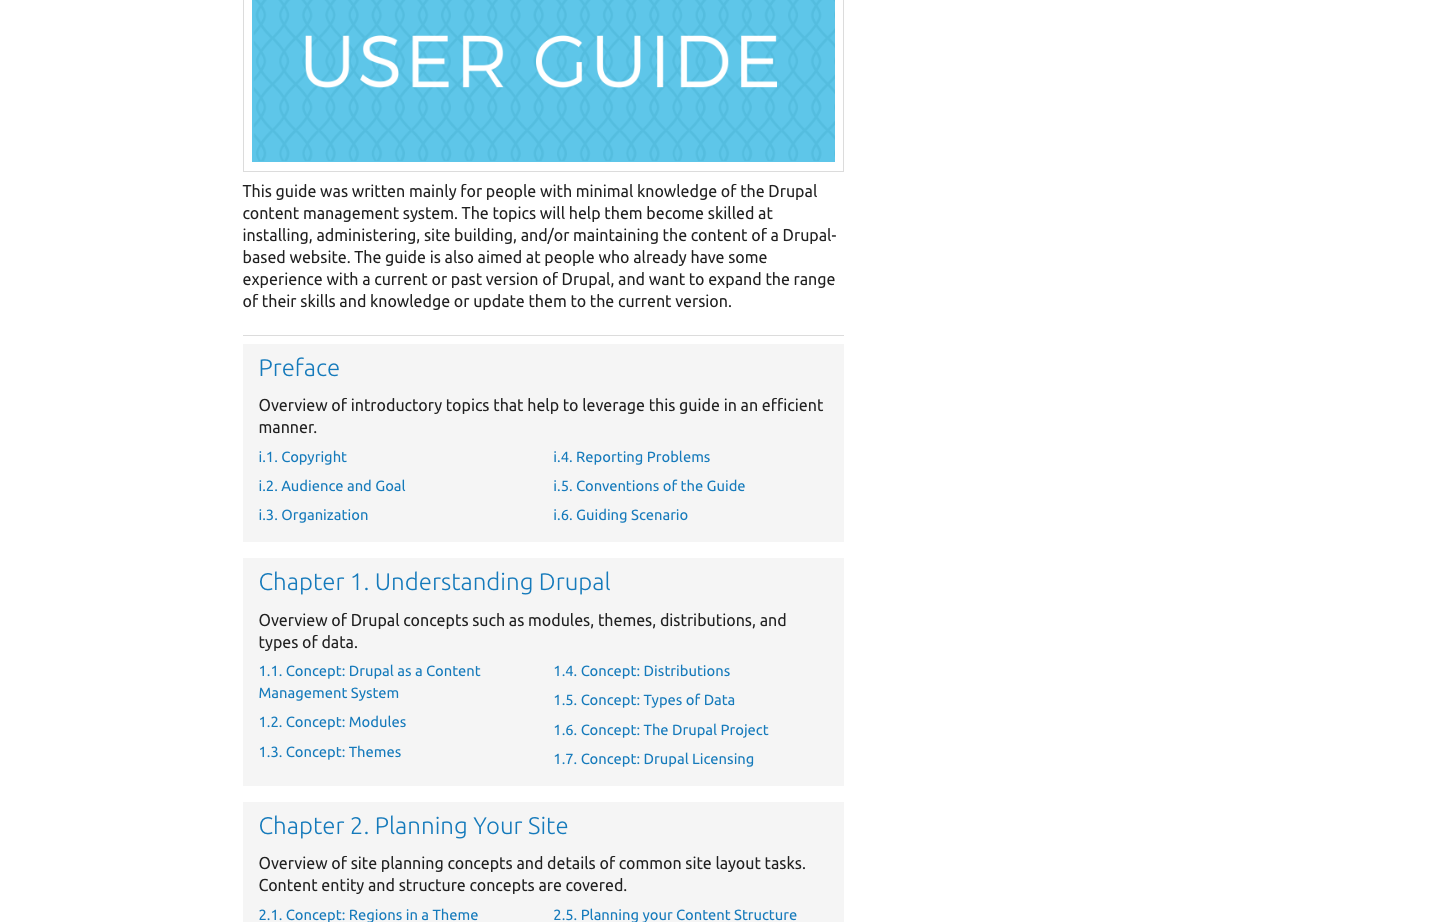 USER GUIDE
This guide was written mainly for people with minimal knowledge of the Drupal
content management system. The topics will help them become skilled at
installing, administering, site building, and/or maintaining the content of a Drupal-
based website. The guide is also aimed at people who already have some
experience with a current or past version of Drupal, and want to expand the range
of their skills and knowledge or update them to the current version.
Preface
Overview of introductory topics that help to leverage this guide in an efficient
manner.
i.1. Copyright
i.2. Audience and Goal
i.3. Organization
i.4. Reporting Problems
i.5. Conventions of the Guide
i.6. Guiding Scenario
Chapter 1. Understanding Drupal
Overview of Drupal concepts such as modules, themes, distributions, and
types of data.
1.1. Concept: Drupal as a Content
Management System
1.2. Concept: Modules
1.3. Concept: Themes
1.4. Concept: Distributions
1.5. Concept: Types of Data
1.6. Concept: The Drupal Project
1.7. Concept: Drupal Licensing
Chapter 2. Planning Your Site
Overview of site planning concepts and details of common site layout tasks.
Content entity and structure concepts are covered.
2.1. Concept: Regions in a Theme
2.5. Planning your Content Structure